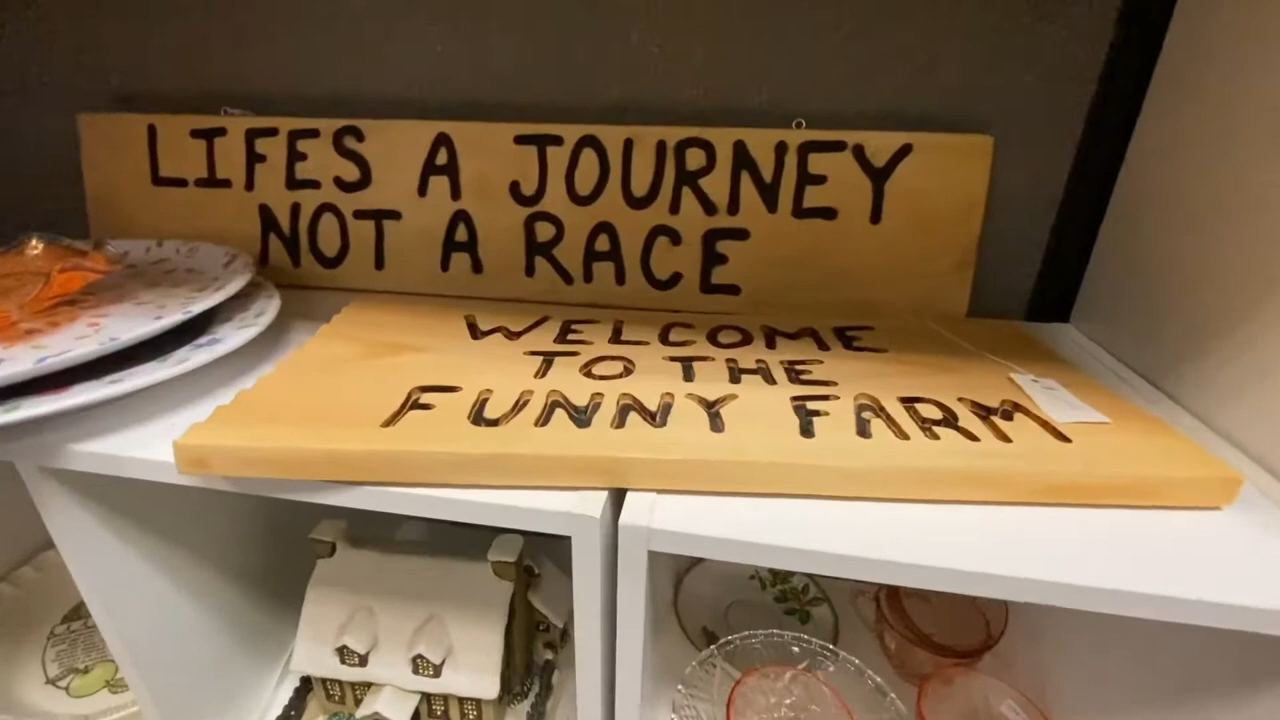 LIFES A JOURNEY
NOT A RACE
WELCOME
TO THE
FUNNY FARM